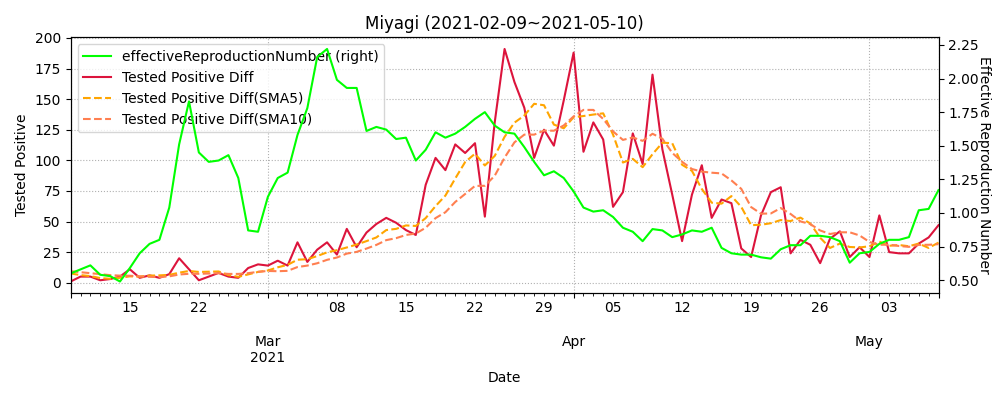 Miyagi (2021-02-09~2021-05-10)
effectiveReproductionNumber (right)
Tested Positive Diff
Tested Positive Diff(SMA5)
Tested Positive Diff(SMA10)
Tested Positive
200
175
150
125
100
75
50
25
0
2.25
2.00
1.75
1.50
1.25
1.00
0.75
0.50
Effective Reproduction Number
15 22 08 15 22 29 05 12 19 26 03
Mar Apr May
2021
Date